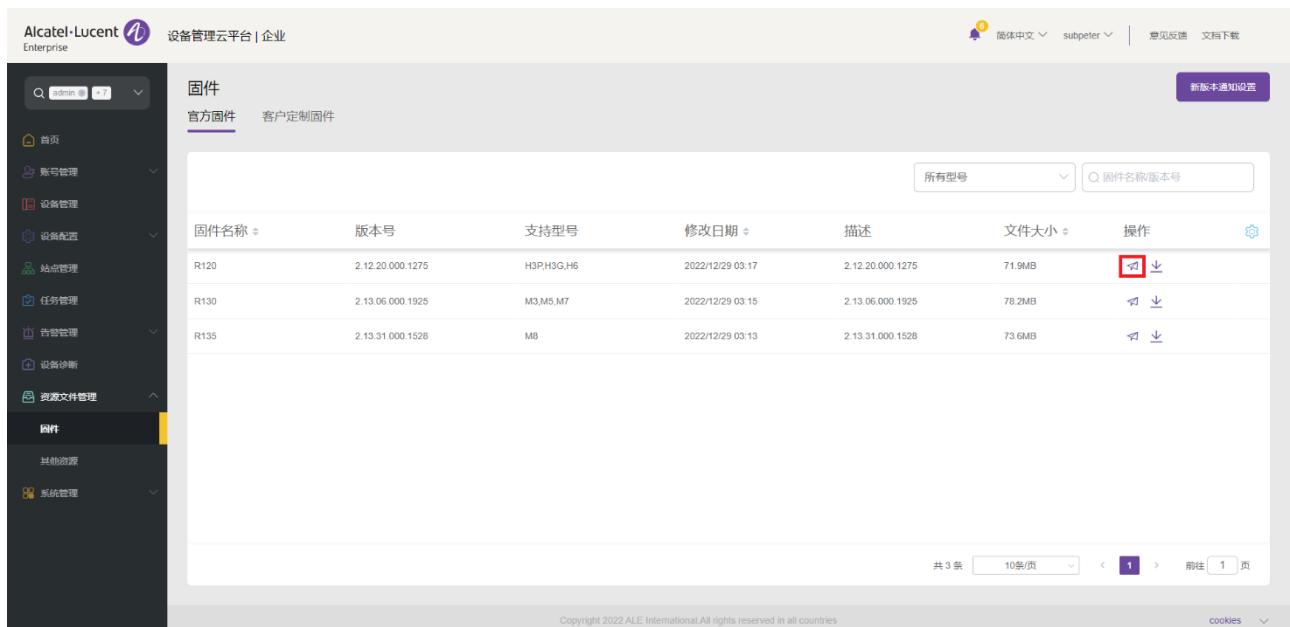 Alcatel·Lucent
Enterprise
设备管理云平台 | 企业
6
简体中文
subpeter
意见反馈
文档下载
admin
+ 7
首页
账号管理
设备管理
设备配置
站点管理
任务管理
告警管理
设备诊断
资源文件管理
固件
其他资源
系统管理
固件
新版本通知设置
官方固件 客户定制固件
所有型号
固件名称/版本号
固件名称 版本号 支持型号 修改日期 描述 文件大小 操作
R120 2.12.20.000.1275 H3P,H3G,H6 2022/12/29 03:17 2.12.20.000.1275 71.9MB
R130 2.13.06.000.1925 M3,M5,M7 2022/12/29 03:15 2.13.06.000.1925 78.2MB
R135 2.13.31.000.1528 M8 2022/12/29 03:13 2.13.31.000.1528 73.6MB
共 3 条 10条/页 < 1 > 前往 1 页
Copyright 2022 ALE International.All rights reserved in all countries
cookies